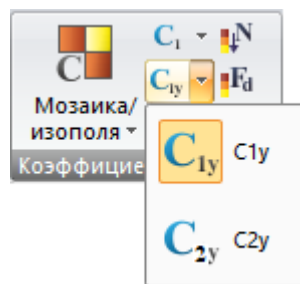 C
C1
N
C1y
Fd
Мозаика/
изополя
Коэффицие
C1y C1y
C2y C2y